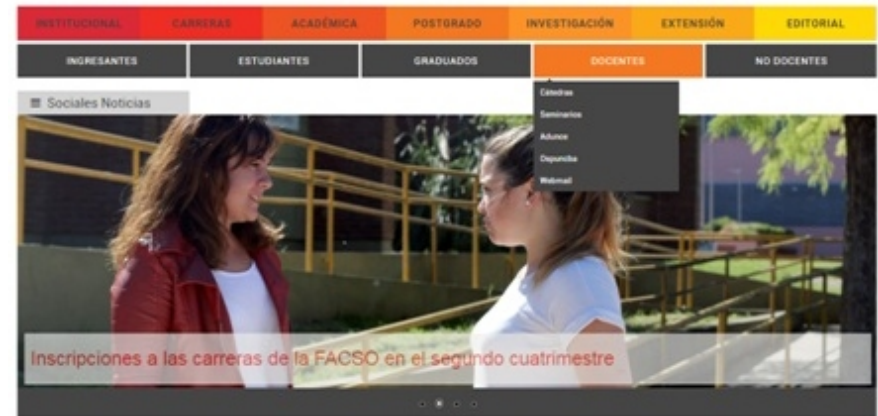 INSTITUCIONAL CARRERAS ACADÉMICA POSTGRADO INVESTIGACIÓN EXTENSIÓN EDITORIAL
INGRESANTES ESTUDIANTES GRADUADOS DOCENTES NO DOCENTES
Sociales Noticias
Cátedras
Seminarios
Adunce
Depuniba
Webmail
Inscripciones a las carreras de la FACSO en el segundo cuatrimestre